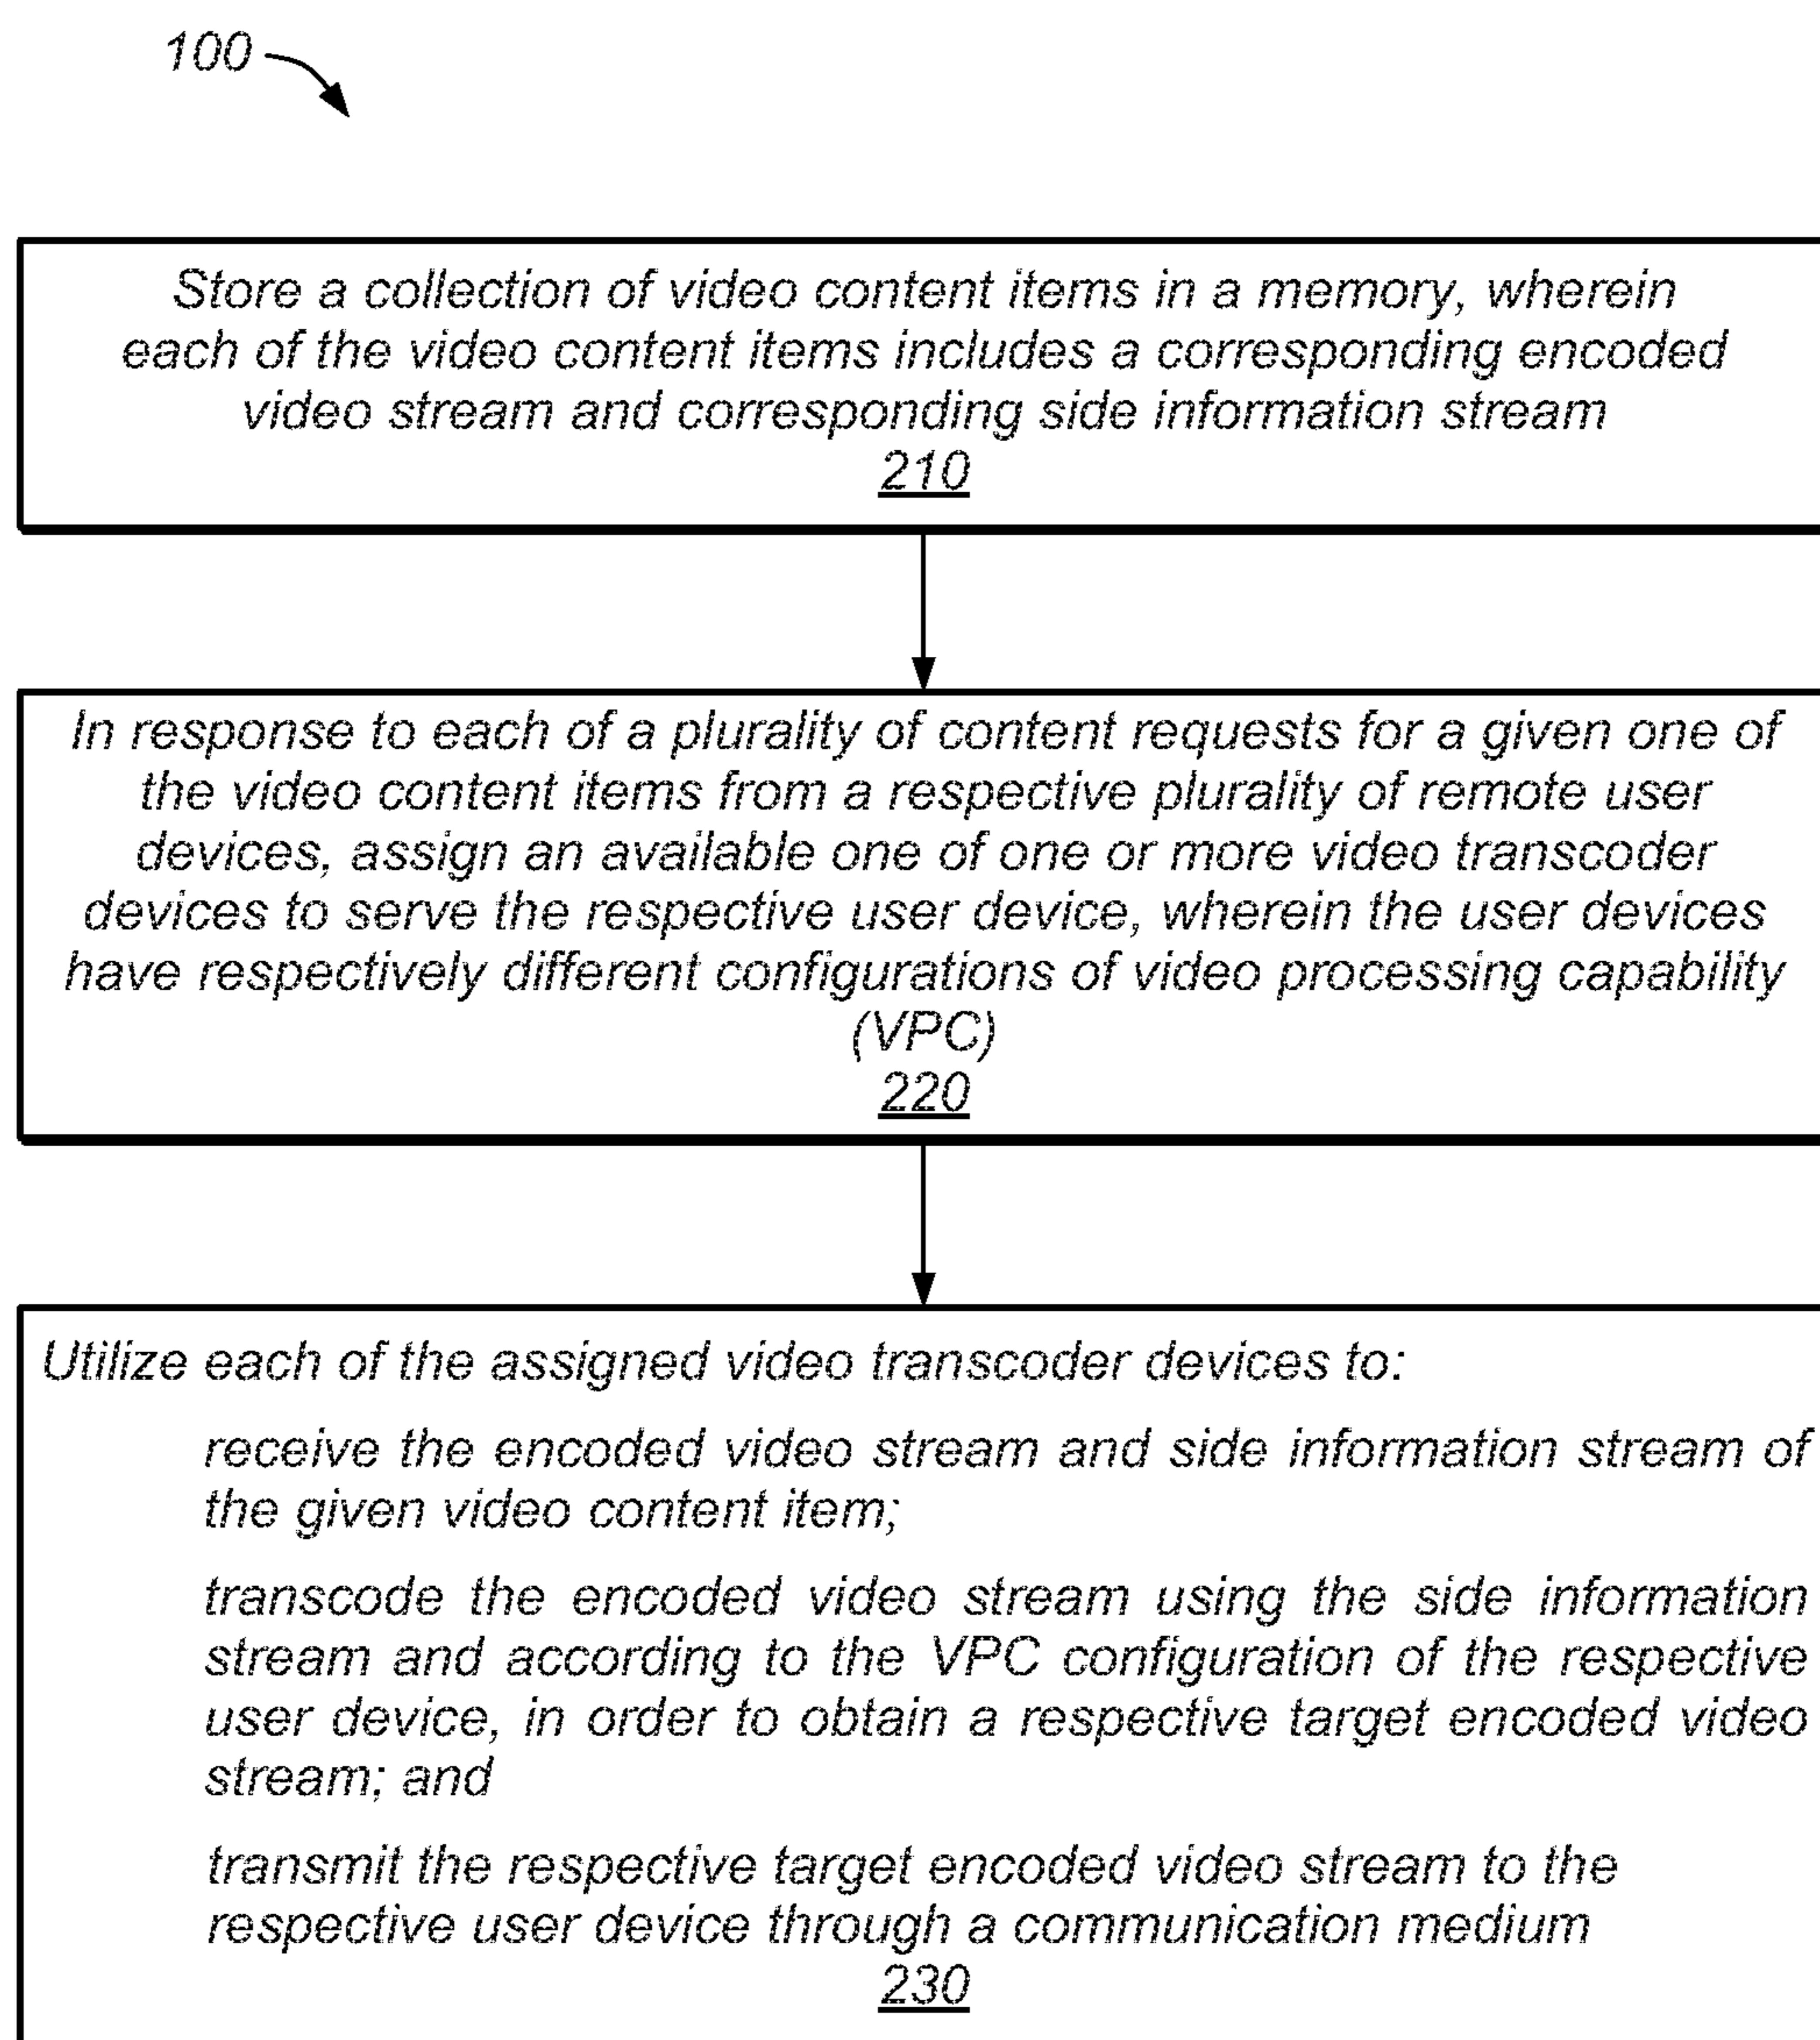 100
Store a collection of video content items in a memory, wherein
each of the video content items includes a corresponding encoded
video stream and corresponding side information stream
210
In response to each of a plurality of content requests for a given one of
the video content items from a respective plurality of remote user
devices, assign an available one of one or more video transcoder
devices to serve the respective user device, wherein the user devices
have respectively different configurations of video processing capability
(VPC)
220
Utilize each of the assigned video transcoder devices to:
receive the encoded video stream and side information stream of
the given video content item;
transcode the encoded video stream using the side information
stream and according to the VPC configuration of the respective
user device, in order to obtain a respective target encoded video
stream; and
transmit the respective target encoded video stream to the
respective user device through a communication medium
230